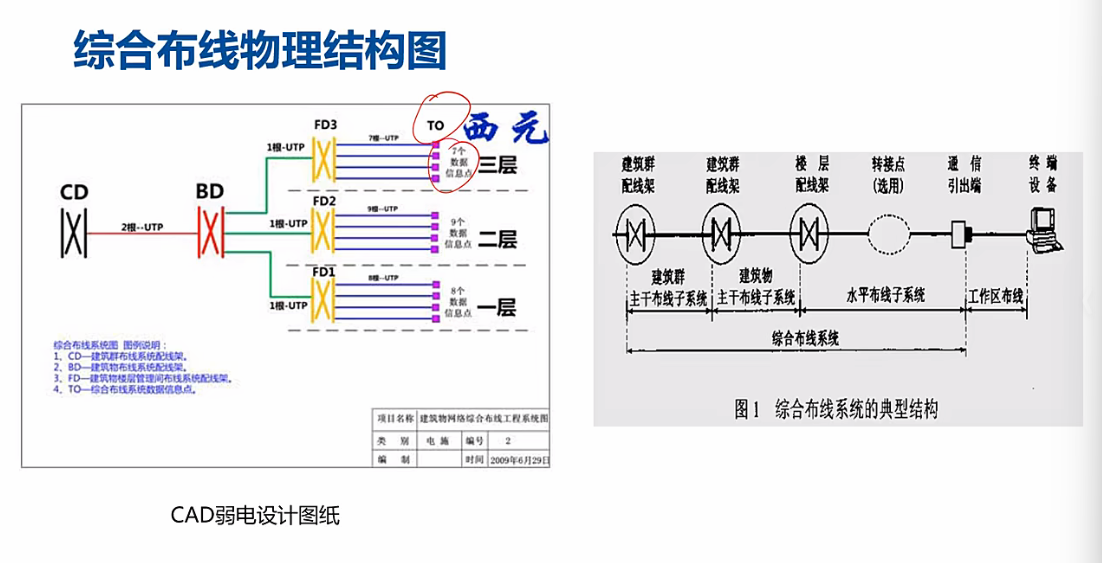 综合布线物理结构图
CD
BD
2根--UTP
1根-UTP
1根-UTP
1根-UTP
FD3
7根--UTP
TO
西元
7个
数据
信息点
三层
FD2
9根--UTP
9个
数据
信息点
二层
FD1
8根--UTP
8个
数据
信息点
一层
综合布线系统图 图例说明：
1、CD—建筑群布线系统配线架。
2、BD—建筑物布线系统配线架。
3、FD—建筑物楼层管理间布线系统配线架。
4、TO—综合布线系统数据信息点。
项目名称 建筑物网络综合布线工程系统图
类 别 电施 编号 2
编 制 时间 2009年6月29日
CAD弱电设计图纸
建筑群 建筑群 楼 层 转接点 通 信 终 端
配线架 配线架 配线架 (选用) 引出端 设 备
建筑群 建筑物
主干布线子系统 主干布线子系统 水平布线子系统 工作区布线
综合布线系统
图1 综合布线系统的典型结构